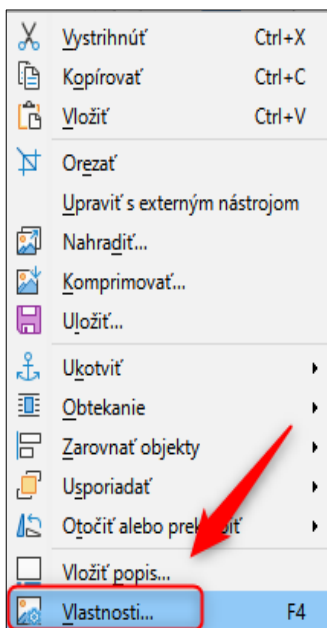 Vystrihnúť Ctrl+X
Kopírovať Ctrl+C
Vložiť Ctrl+V
Orezať
Upraviť s externým nástrojom
Nahradiť...
Komprimovať...
Uložiť...
Ukotviť
Obtekanie
Zarovnať objekty
Usporiadať
Otočiť alebo
Vložiť popis...
Vlastnosti... F4